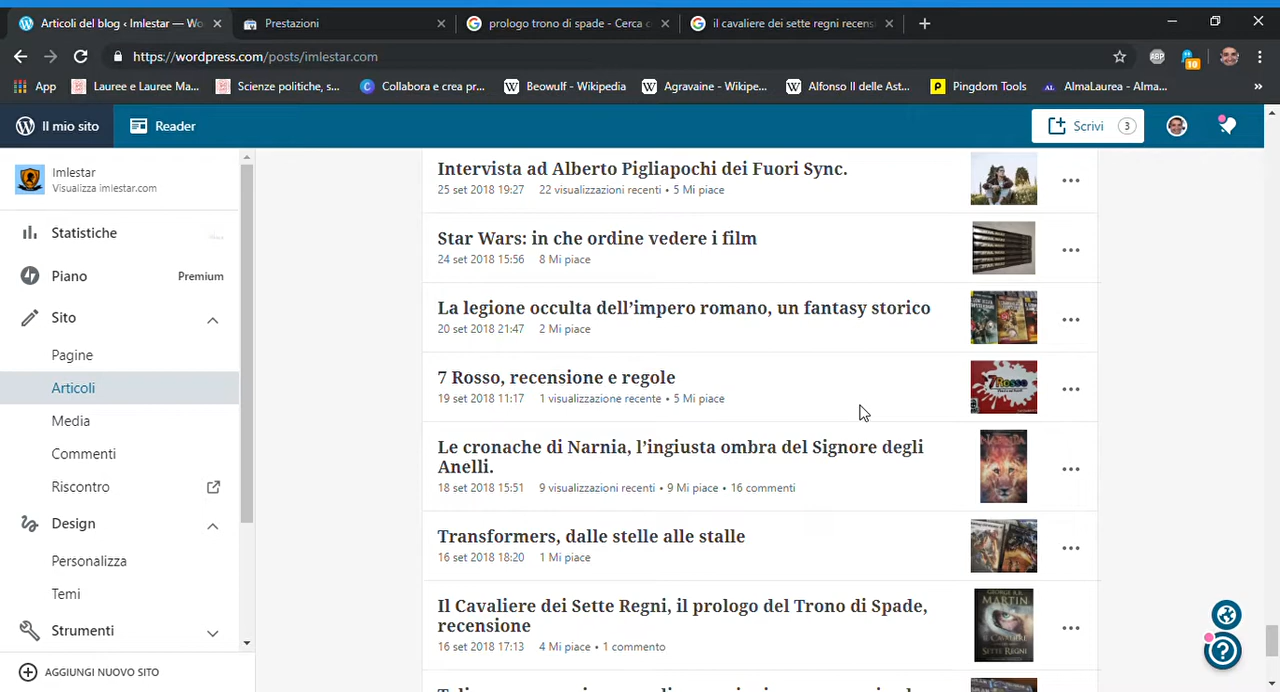 Articoli del blog ‹ Imlestar — Wo
Prestazioni
prologo trono di spade - Cerca c
il cavaliere dei sette regni recens
https://wordpress.com/posts/imlestar.com
ABP
10
App
Lauree e Lauree Ma...
Scienze politiche, s...
Collabora e crea pr...
Beowulf - Wikipedia
Agravaine - Wikipe...
Alfonso II delle Ast...
Pingdom Tools
AlmaLaurea - Alma...
Il mio sito
Reader
Scrivi 3
Imlestar
Visualizza imlestar.com
Statistiche
Piano Premium
Sito
Pagine
Articoli
Media
Commenti
Riscontro
Design
Personalizza
Temi
Strumenti
AGGIUNGI NUOVO SITO
Intervista ad Alberto Pigliapochi dei Fuori Sync.
25 set 2018 19:27 22 visualizzazioni recenti • 5 Mi piace
Star Wars: in che ordine vedere i film
24 set 2018 15:56 8 Mi piace
La legione occulta dell’impero romano, un fantasy storico
20 set 2018 21:47 2 Mi piace
7 Rosso, recensione e regole
19 set 2018 11:17 1 visualizzazione recente • 5 Mi piace
7Rosso
Le cronache di Narnia, l’ingiusta ombra del Signore degli
Anelli.
18 set 2018 15:51 9 visualizzazioni recenti • 9 Mi piace • 16 commenti
NARNIA
Transformers, dalle stelle alle stalle
16 set 2018 18:20 1 Mi piace
Il Cavaliere dei Sette Regni, il prologo del Trono di Spade,
recensione
16 set 2018 17:13 4 Mi piace • 1 commento
GEORGE R.R.
MARTIN
IL CAVALIERE
SETTE REGNI